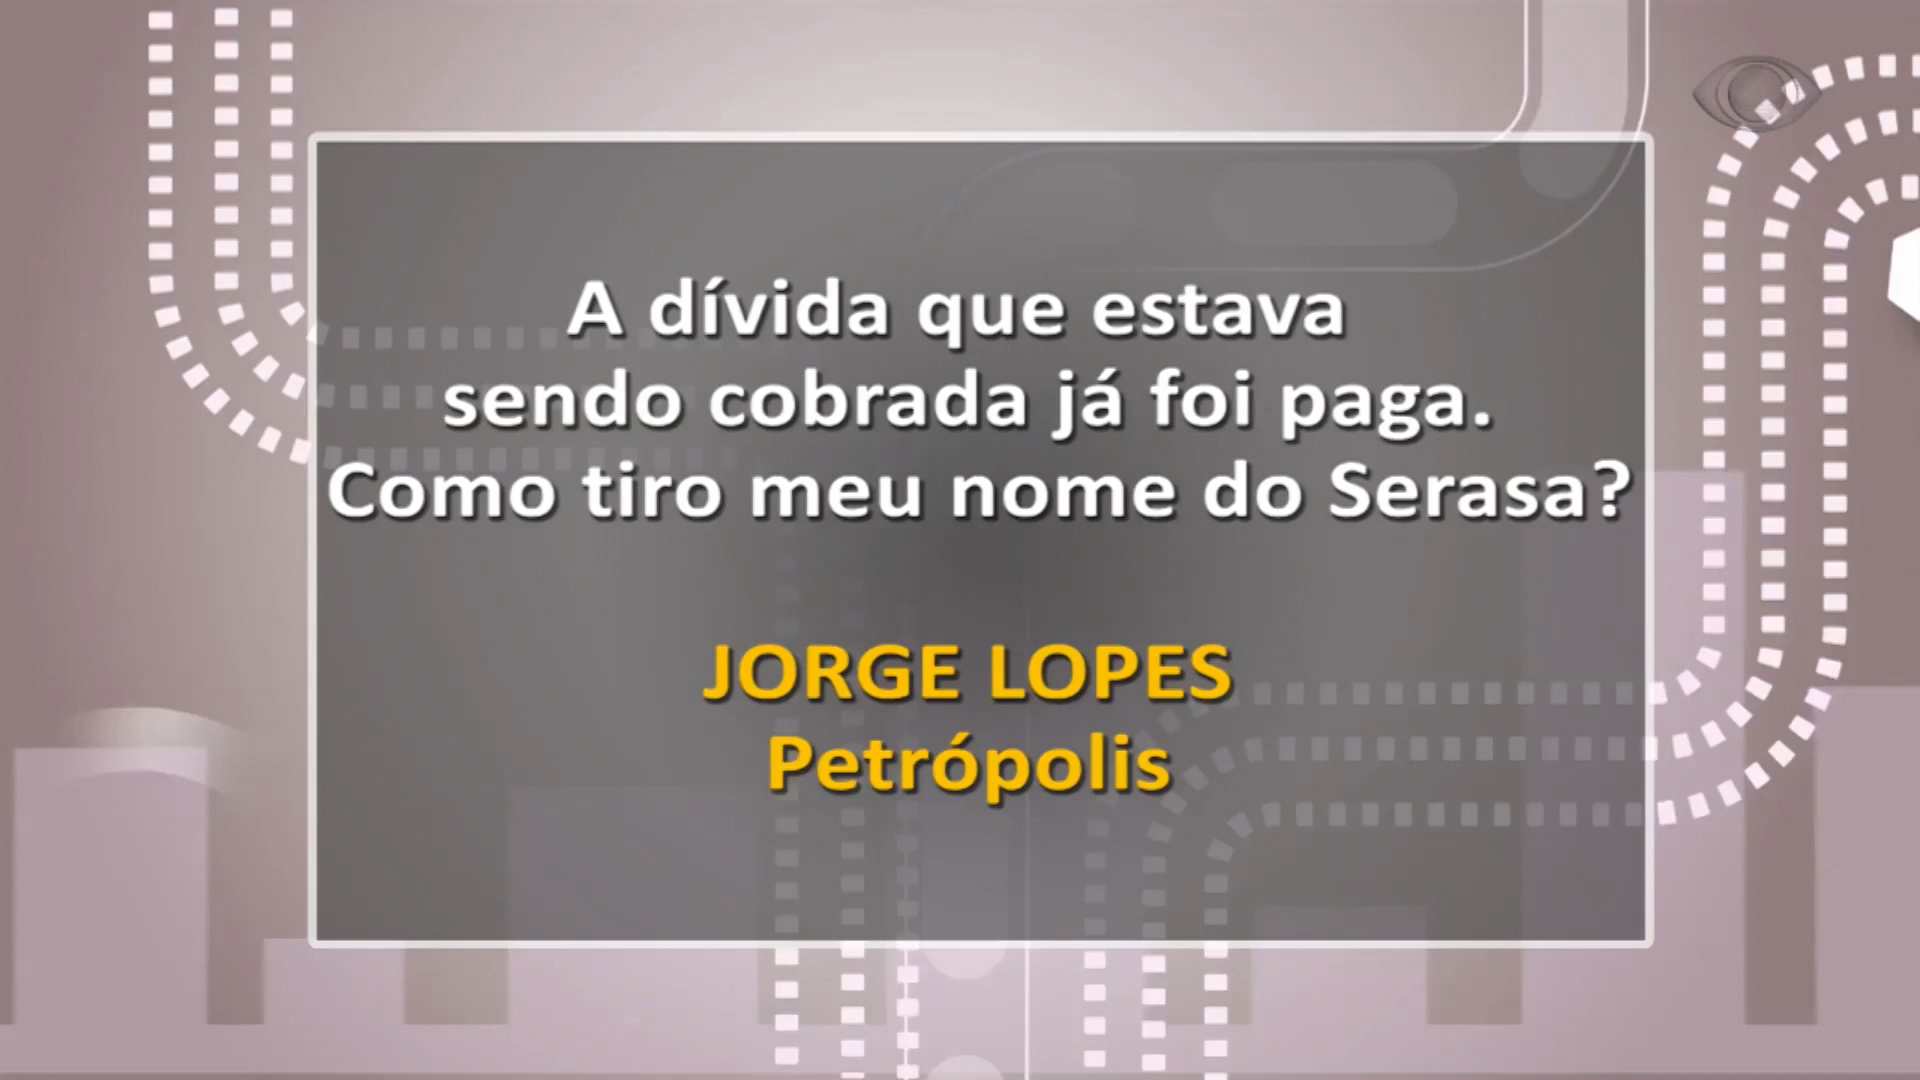 A dívida que estava
sendo cobrada já foi paga.
Como tiro meu nome do Serasa?
JORGE LOPES
Petrópolis